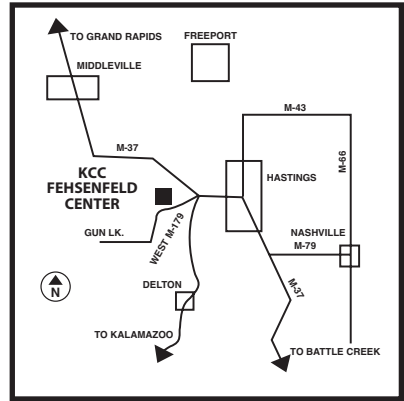 TO GRAND RAPIDS
FREEPORT
MIDDLEVILLE
M-43
M-37
M-66
KCC
FEHSENFELD
CENTER
HASTINGS
GUN LK.
WEST M-179
NASHVILLE
M-79
DELTON
M-37
N
TO KALAMAZOO
TO BATTLE CREEK